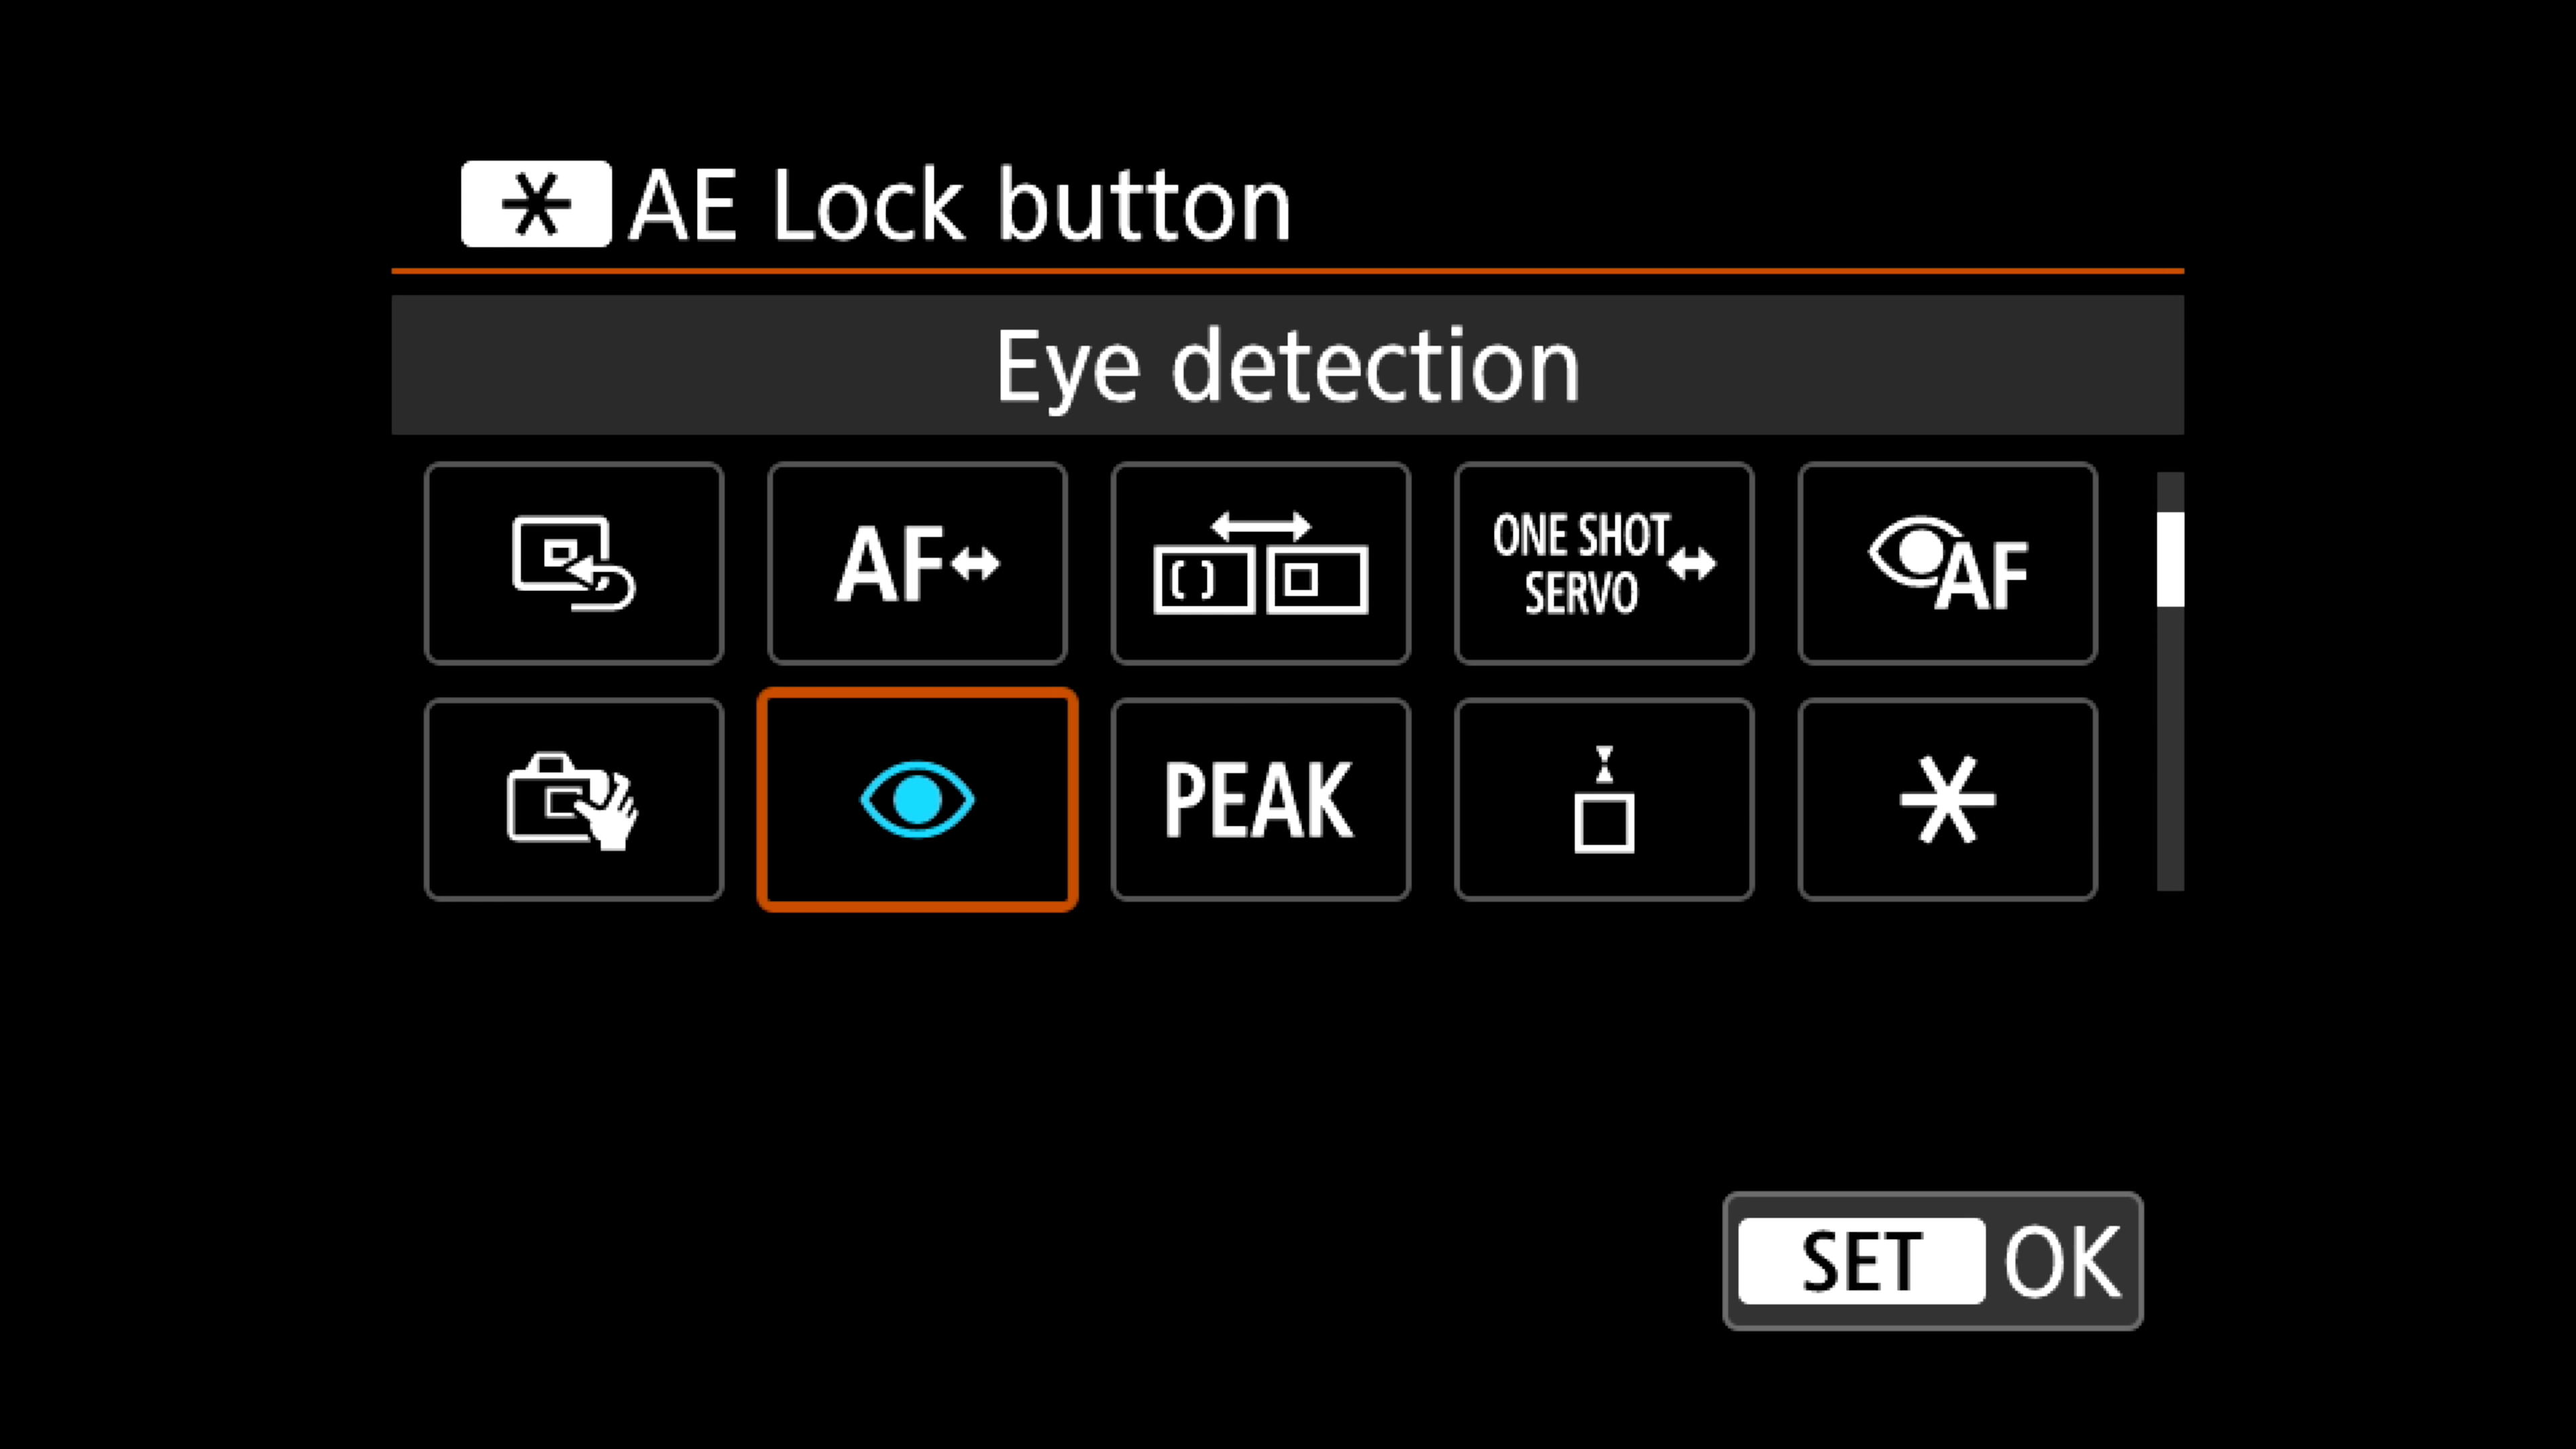 AE Lock button
Eye detection
AF
ONE SHOT
SERVO
AF
PEAK
SET OK